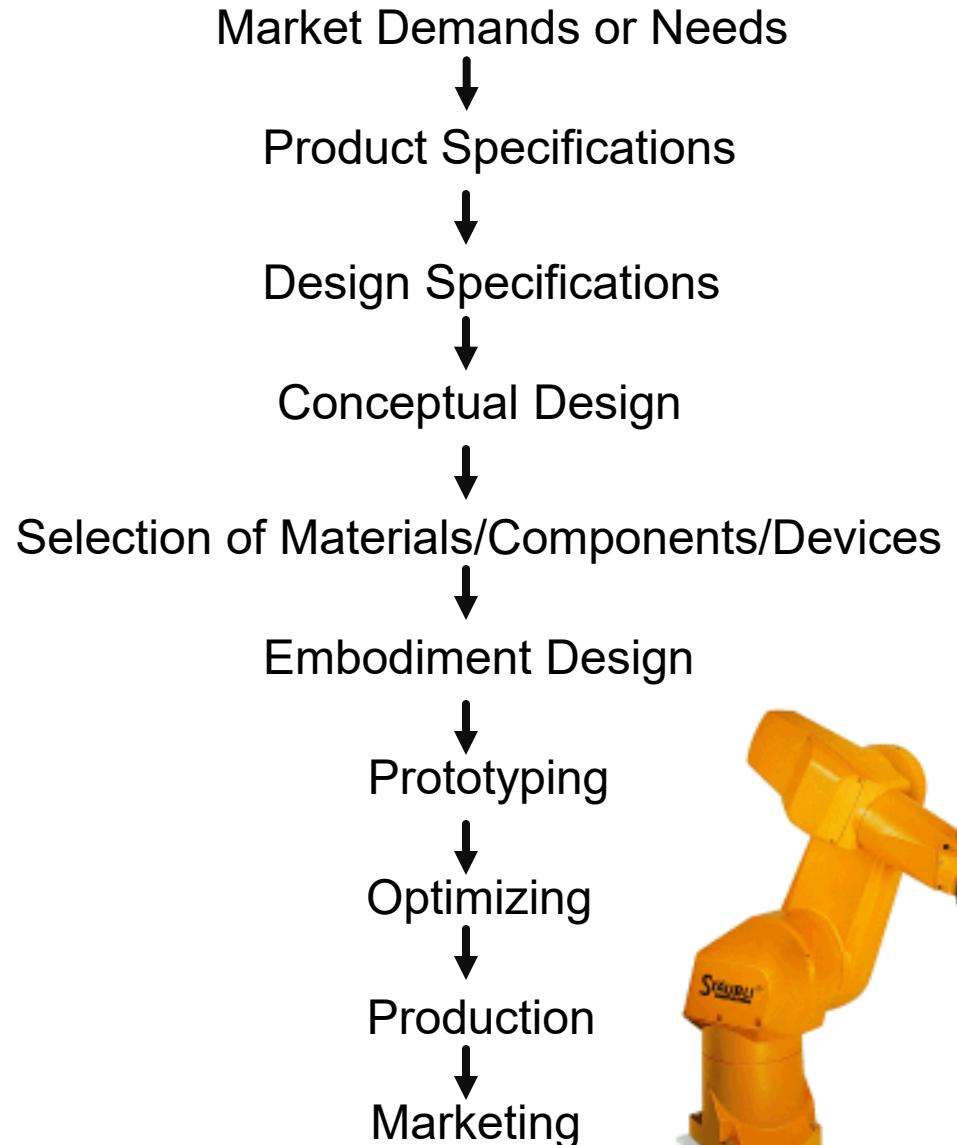 Market Demands or Needs
Product Specifications
Design Specifications
Conceptual Design
Selection of Materials/Components/Devices
Embodiment Design
Prototyping
Optimizing
STÄUBLI
Production
Marketing